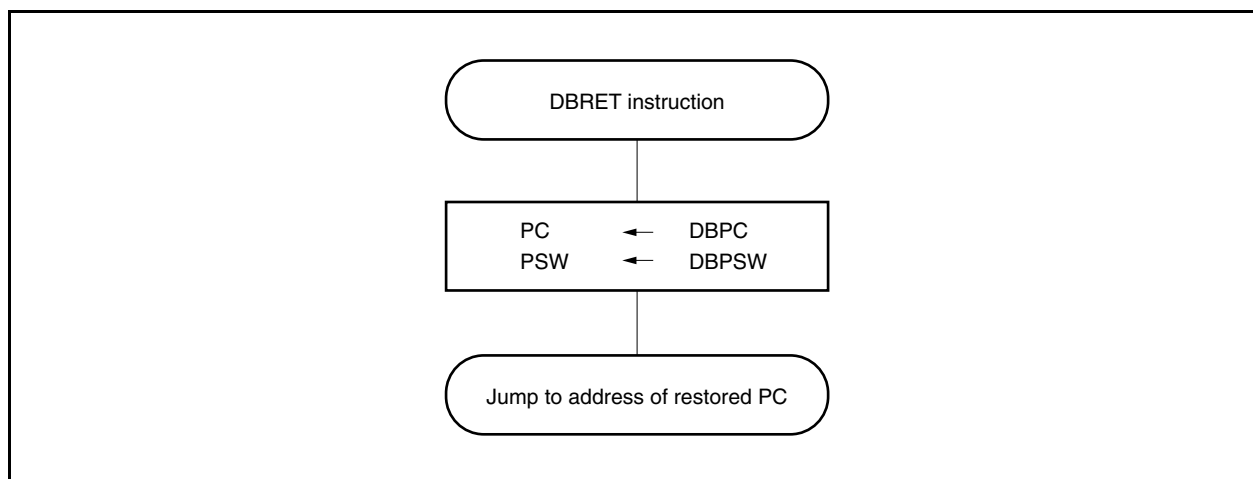 DBRET instruction
PC ← DBPC
PSW ← DBPSW
Jump to address of restored PC